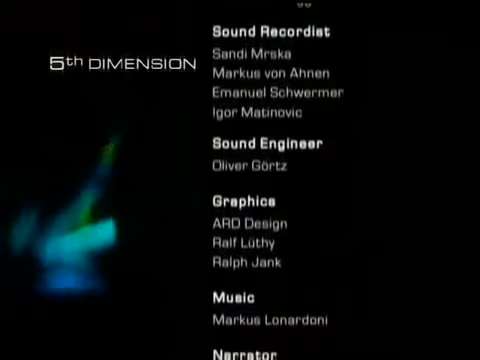 5th DIMENSION
Sound Recordist
Sandi Mrska
Markus von Ahnen
Emanuel Schwermer
Igor Matinovic
Sound Engineer
Oliver Görtz
Graphics
ARD Design
Ralf Lüthy
Ralph Jank
Music
Markus Lonardoni
Narrator